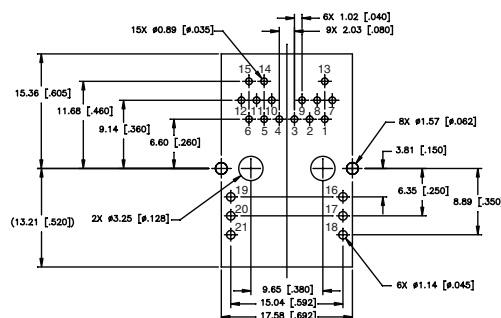 6X 1.02 [.040]
15X ø0.89 [ø.035]
9X 2.03 [.080]
15 14 13
15.36 [.605]
11.68 [.460]
12 11 10 9 8 7
9.14 [.360]
6 5 4 3 2 1
8X ø1.57 [ø.062]
6.60 [.260]
3.81 [.150]
19 16
6.35 [.250]
2X ø3.25 [ø.128]
20 17
8.89 [.350]
(13.21 [.520])
21 18
6X ø1.14 [ø.045]
9.65 [.380]
15.04 [.592]
17.58 [.692]